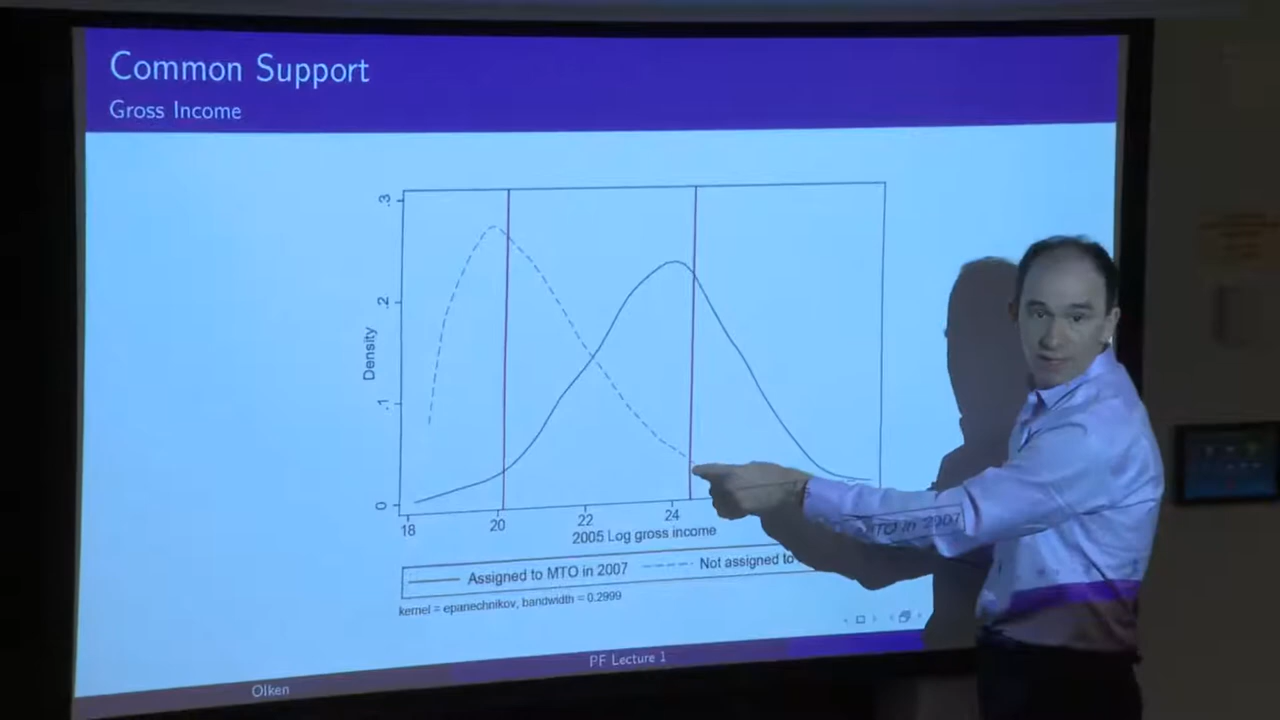 Common Support
Gross Income
.3
.2
.1
0
Density
18 20 22 24
2005 Log gross income
Assigned to MTO in 2007 Not assigned to
MTO in 2007
kernel = epanechnikov, bandwidth = 0.2999
Olken PF Lecture 1